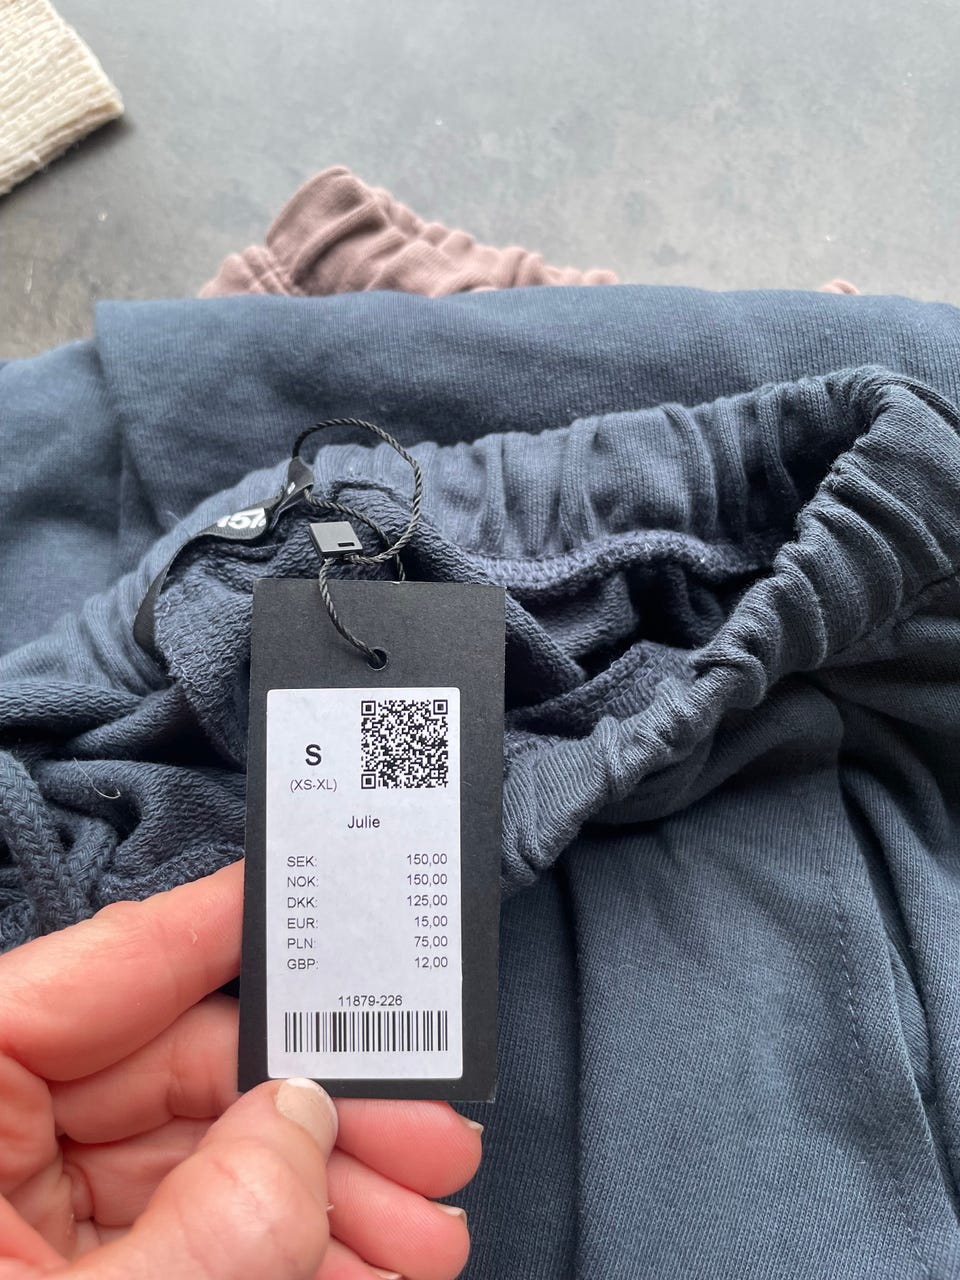 S
(XS-XL)
Julie
SEK: 150,00
NOK: 150,00
DKK: 125,00
EUR: 15,00
PLN: 75,00
GBP: 12,00
11879-226